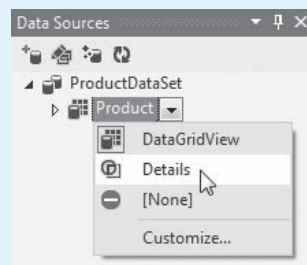 Data Sources
ProductDataSet
Product
DataGridView
Details
[None]
Customize...